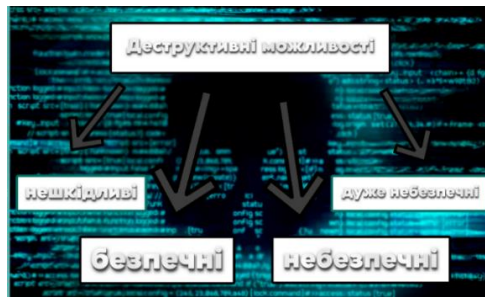 Деструктивні можливості
нешкідливі
дуже небезпечні
безпечні
небезпечні